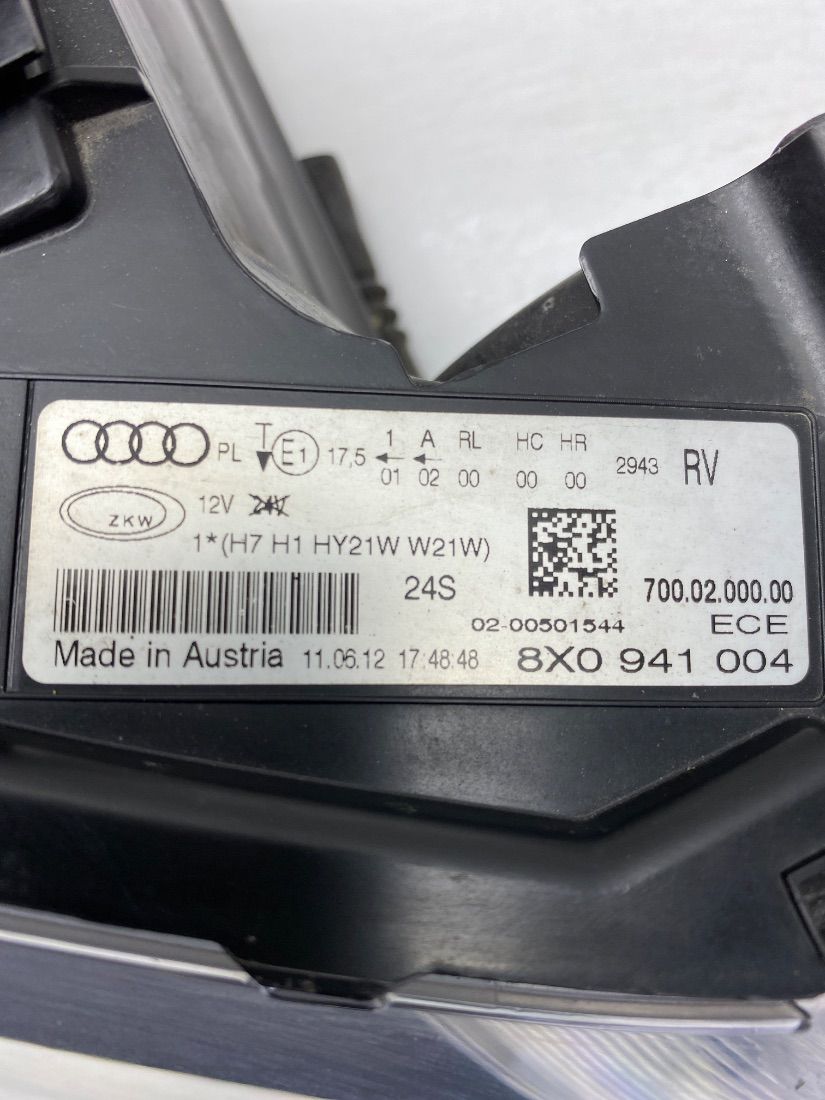 PL T E1 17,5 1 A RL HC HR 2943 RV
01 02 00 00 00
ZKW 12V 24V
1*(H7 H1 HY21W W21W)
24S 700.02.000.00
02-00501544 ECE
Made in Austria 11.06.12 17:48:48 8X0 941 004